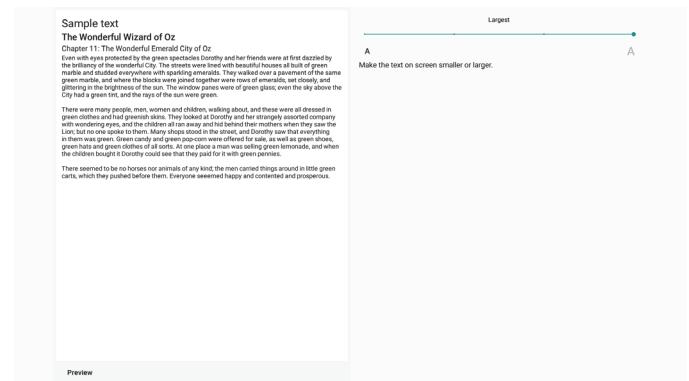 Sample text
The Wonderful Wizard of Oz
Chapter 11: The Wonderful Emerald City of Oz
Even with eyes protected by the green spectacles Dorothy and her friends were at first dazzled by
the brilliancy of the wonderful City. The streets were lined with beautiful houses all built of green
marble and studded everywhere with sparkling emeralds. They walked over a pavement of the same
green marble, and where the blocks were joined together were rows of emeralds, set closely, and
glittering in the brightness of the sun. The window panes were of green glass; even the sky above the
City had a green tint, and the rays of the sun were green.
There were many people, men, women and children, walking about, and these were all dressed in
green clothes and had greenish skins. They looked at Dorothy and her strangely assorted company
with wondering eyes, and the children all ran away and hid behind their mothers when they saw the
Lion; but no one spoke to them. Many shops stood in the street, and Dorothy saw that everything
in them was green. Green candy and green pop-corn were offered for sale, as well as green shoes,
green hats and green clothes of all sorts. At one place a man was selling green lemonade, and when
the children bought it Dorothy could see that they paid for it with green pennies.
There seemed to be no horses nor animals of any kind; the men carried things around in little green
carts, which they pushed before them. Everyone seeemed happy and contented and prosperous.
Preview
Largest
A A
Make the text on screen smaller or larger.